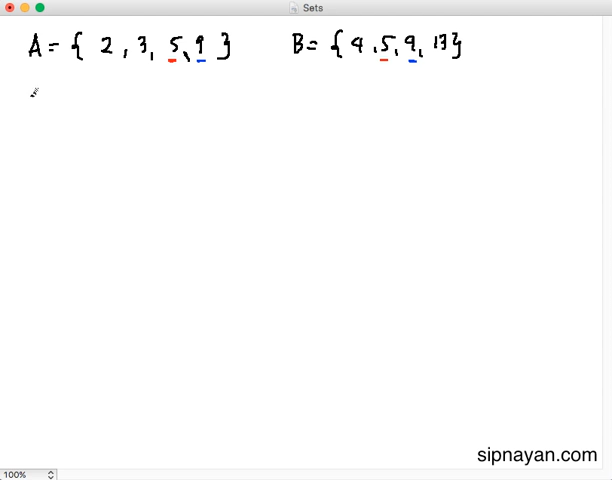 Sets
A = { 2 , 3 , 5 , 9 } B = { 4 , 5 , 9 , 13 }
sipnayan.com
100%